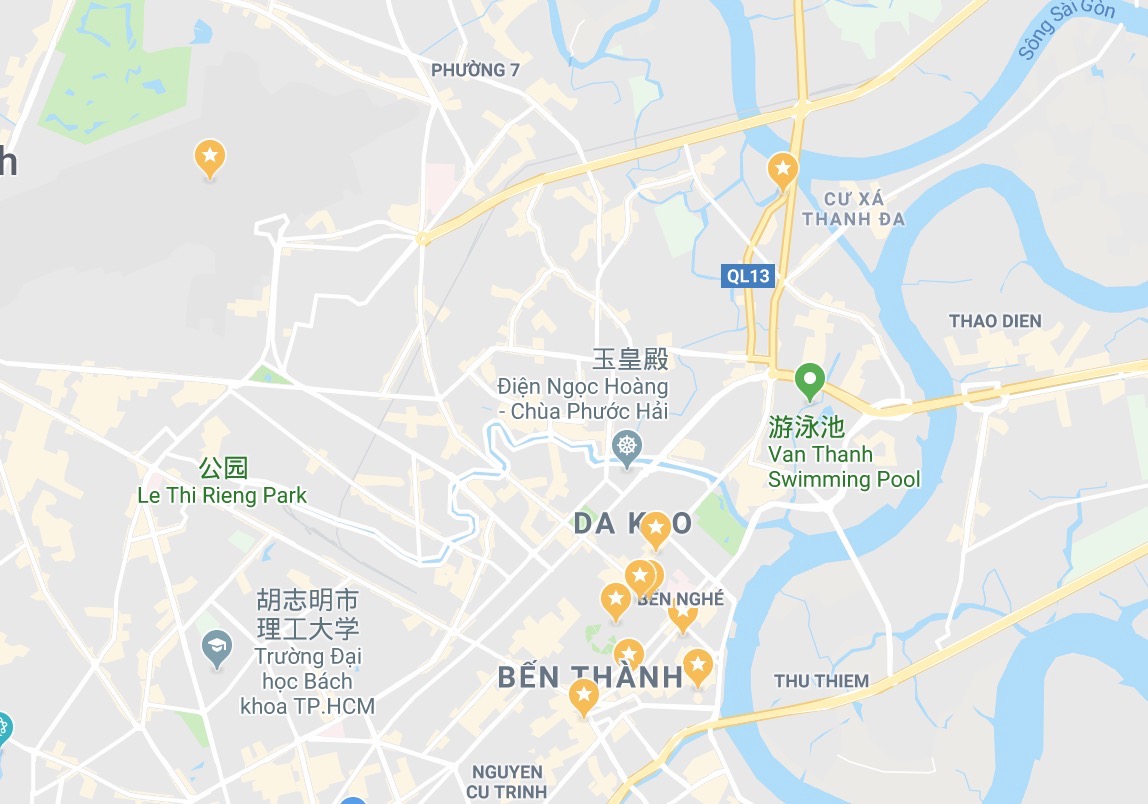 Sông Sài Gòn
PHƯỜNG 7
h
CƯ XÁ
THANH ĐA
QL13
THAO DIEN
玉皇殿
Điện Ngọc Hoàng
- Chùa Phước Hải
游泳池
Van Thanh
Swimming Pool
公园
Le Thi Rieng Park
DA K O
BẾN NGHÉ
胡志明市
理工大学
Trường Đại
học Bách
khoa TP.HCM
BẾN THÀNH
THU THIEM
NGUYEN
CU TRINH